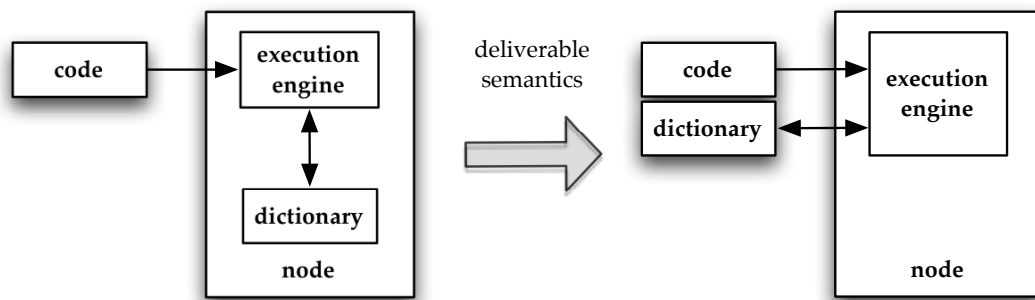 code
execution
engine
dictionary
node
deliverable
semantics
code
dictionary
execution
engine
node